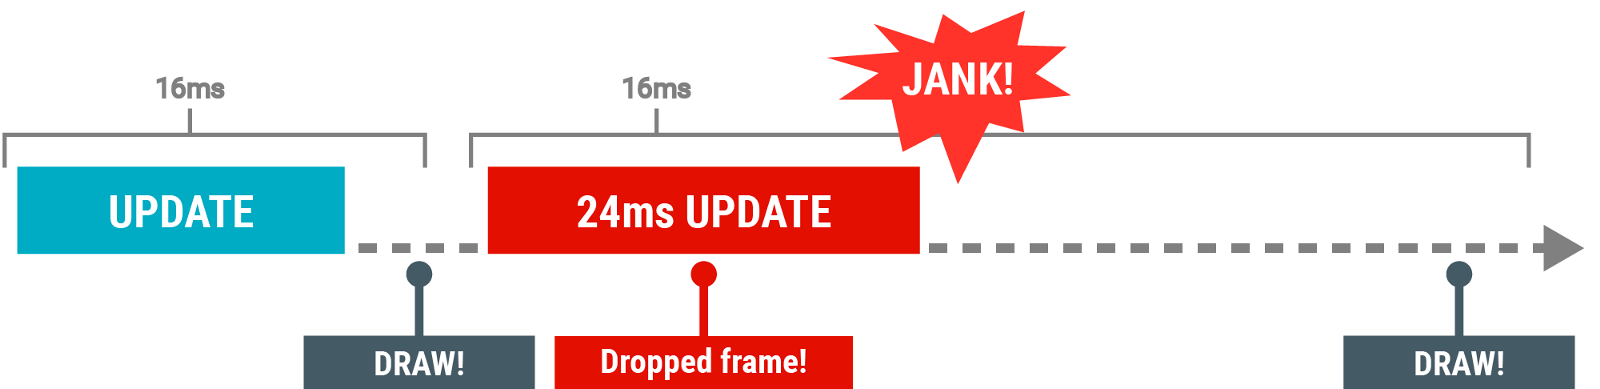 16ms
16ms
JANK!
UPDATE
24ms UPDATE
DRAW!
Dropped frame!
DRAW!